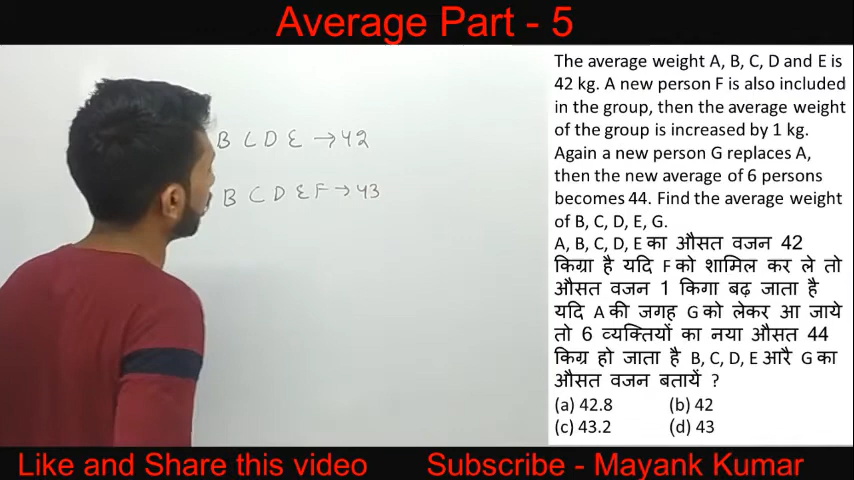 Average Part - 5
B C D E → 42
B C D E F → 43
The average weight A, B, C, D and E is
42 kg. A new person F is also included
in the group, then the average weight
of the group is increased by 1 kg.
Again a new person G replaces A,
then the new average of 6 persons
becomes 44. Find the average weight
of B, C, D, E, G.
A, B, C, D, E का औसत वजन 42
किग्रा है यदि F को शामिल कर ले तो
औसत वजन 1 किगा बढ़ जाता है
यदि A की जगह G को लेकर आ जाये
तो 6 व्यक्तियों का नया औसत 44
किग्र हो जाता है B, C, D, E आरै G का
औसत वजन बतायें ?
(a) 42.8 (b) 42
(c) 43.2 (d) 43
Like and Share this video Subscribe - Mayank Kumar